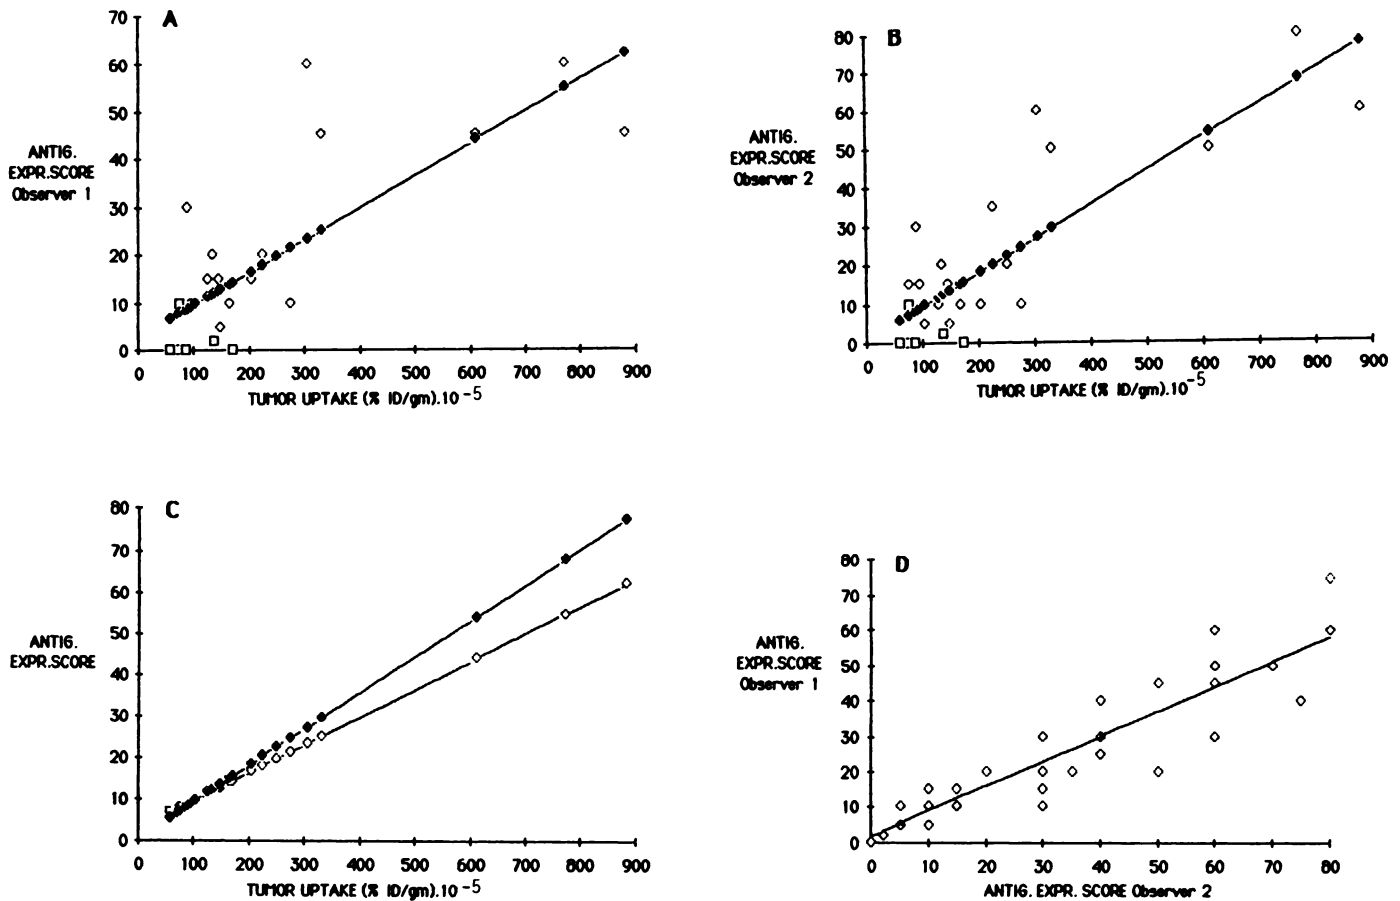 A
70
60
50
40
30
20
10
0
ANTIG.
EXPR.SCORE
Observer 1
0 100 200 300 400 500 600 700 800 900
TUMOR UPTAKE (% ID/gm).10 -5
B
80
70
60
50
40
30
20
10
0
ANTIG.
EXPR.SCORE
Observer 2
0 100 200 300 400 500 600 700 800 900
TUMOR UPTAKE (% ID/gm).10 -5
C
80
70
60
50
40
30
20
10
0
ANTIG.
EXPR.SCORE
0 100 200 300 400 500 600 700 800 900
TUMOR UPTAKE (% ID/gm).10 -5
D
80
70
60
50
40
30
20
10
0
ANTIG.
EXPR.SCORE
Observer 1
0 10 20 30 40 50 60 70 80
ANTIG. EXPR. SCORE Observer 2